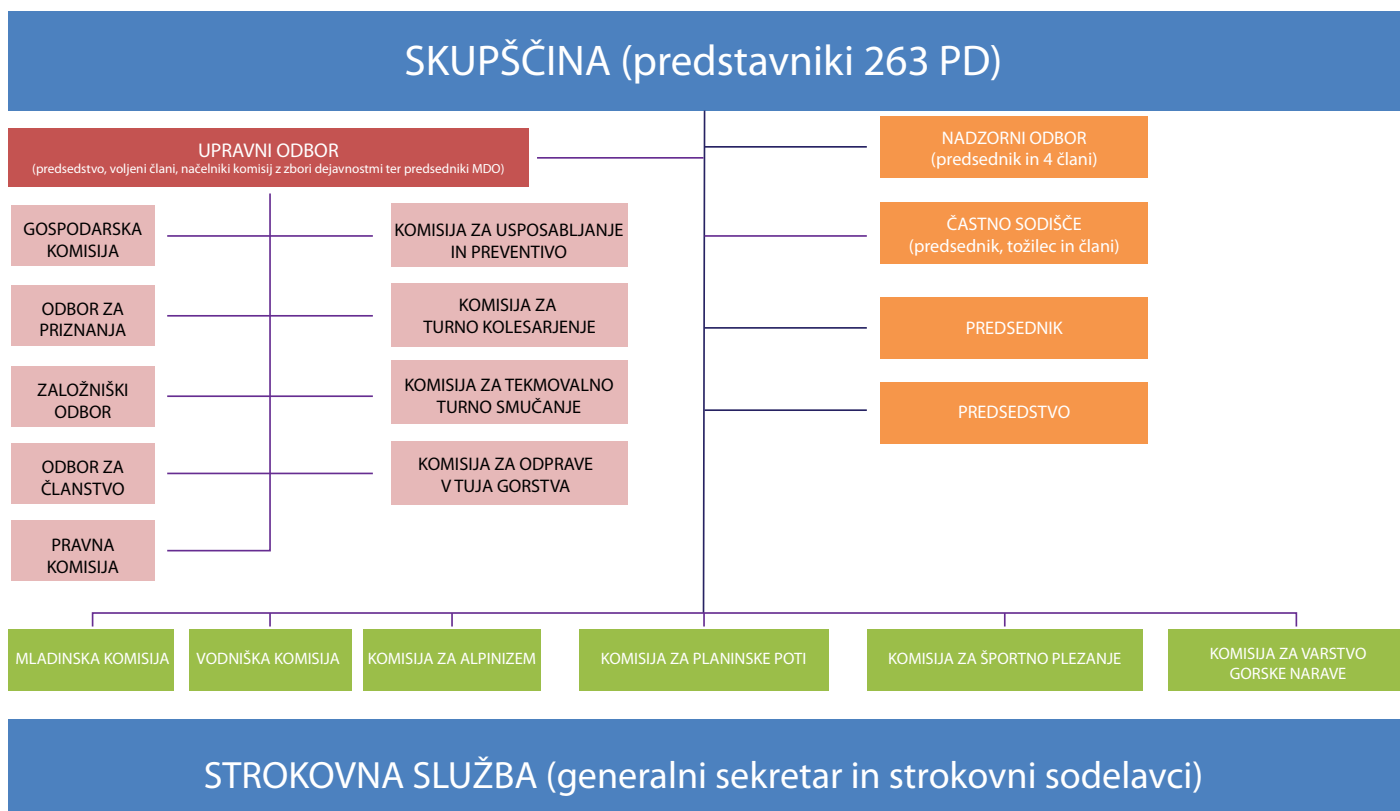 SKUPŠČINA (predstavniki 263 PD)
UPRAVNI ODBOR
(predsedstvo, voljeni člani, načelniki komisij z zbori dejavnostmi ter predsedniki MDO)
GOSPODARSKA
KOMISIJA
ODBOR ZA
PRIZNANJA
ZALOŽNIŠKI
ODBOR
ODBOR ZA
ČLANSTVO
PRAVNA
KOMISIJA
KOMISIJA ZA USPOSABLJANJE
IN PREVENTIVO
KOMISIJA ZA
TURNO KOLESARJENJE
KOMISIJA ZA TEKMOVALNO
TURNO SMUČANJE
KOMISIJA ZA ODPRAVE
V TUJA GORSTVA
NADZORNI ODBOR
(predsednik in 4 člani)
ČASTNO SODIŠČE
(predsednik, tožilec in člani)
PREDSEDNIK
PREDSEDSTVO
MLADINSKA KOMISIJA
VODNIŠKA KOMISIJA
KOMISIJA ZA ALPINIZEM
KOMISIJA ZA PLANINSKE POTI
KOMISIJA ZA ŠPORTNO PLEZANJE
KOMISIJA ZA VARSTVO
GORSKE NARAVE
STROKOVNA SLUŽBA (generalni sekretar in strokovni sodelavci)